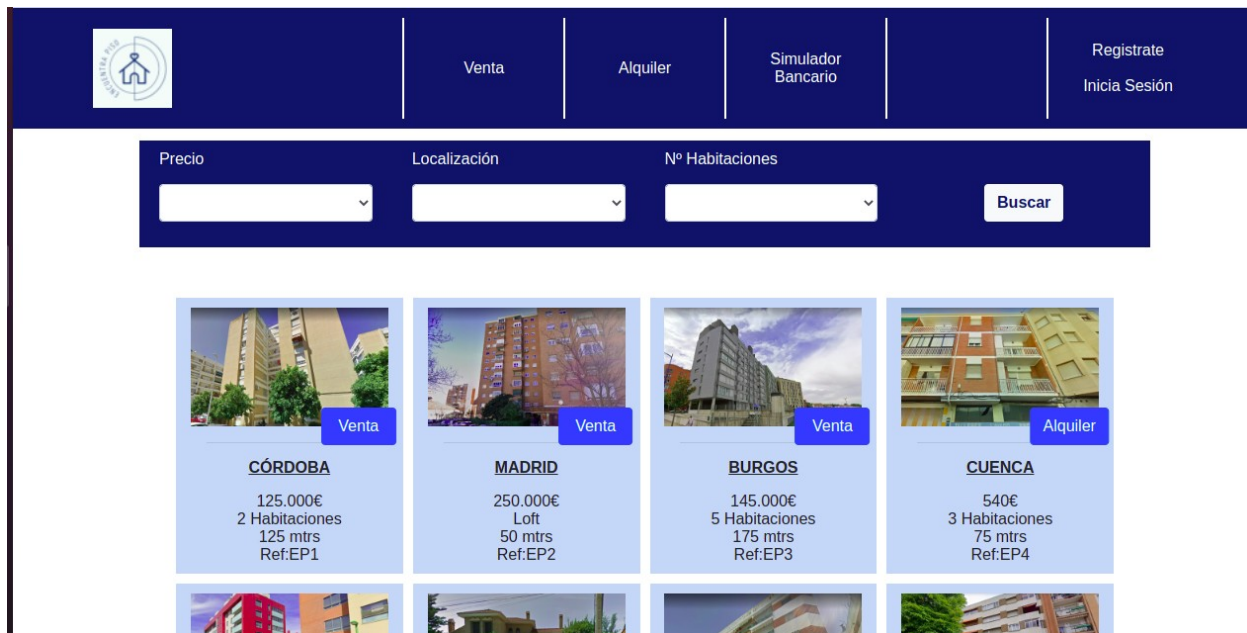 ENCUENTRA PISO
Venta
Alquiler
Simulador
Bancario
Registrate
Inicia Sesión
Precio
Localización
Nº Habitaciones
Buscar
Venta
Venta
Venta
Alquiler
CÓRDOBA
125.000€
2 Habitaciones
125 mtrs
Ref:EP1
MADRID
250.000€
Loft
50 mtrs
Ref:EP2
BURGOS
145.000€
5 Habitaciones
175 mtrs
Ref:EP3
CUENCA
540€
3 Habitaciones
75 mtrs
Ref:EP4